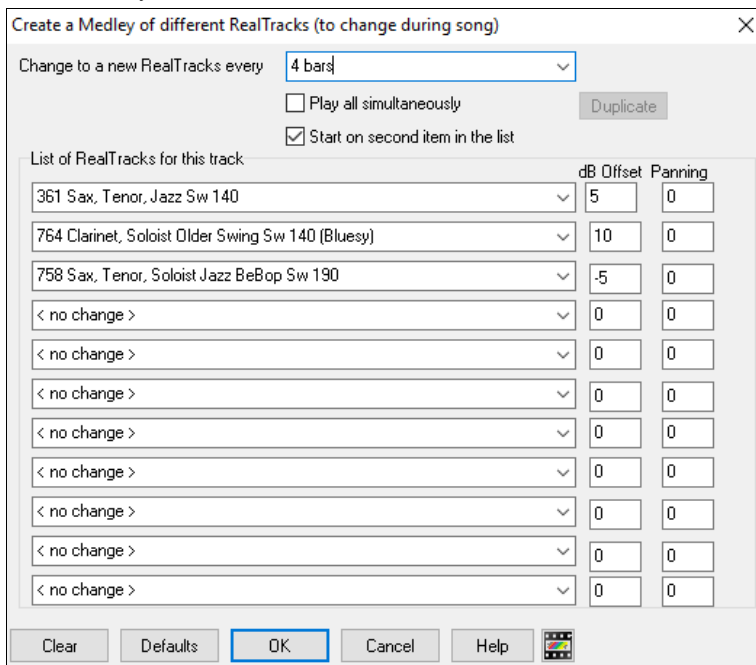 Create a Medley of different RealTracks (to change during song)
Change to a new RealTracks every 4 bars
Play all simultaneously Duplicate
Start on second item in the list
List of RealTracks for this track
dB Offset Panning
361 Sax, Tenor, Jazz Sw 140 5 0
764 Clarinet, Soloist Older Swing Sw 140 (Bluesy) 10 0
758 Sax, Tenor, Soloist Jazz BeBop Sw 190 -5 0
< no change > 0 0
< no change > 0 0
< no change > 0 0
< no change > 0 0
< no change > 0 0
< no change > 0 0
< no change > 0 0
< no change > 0 0
Clear Defaults OK Cancel Help